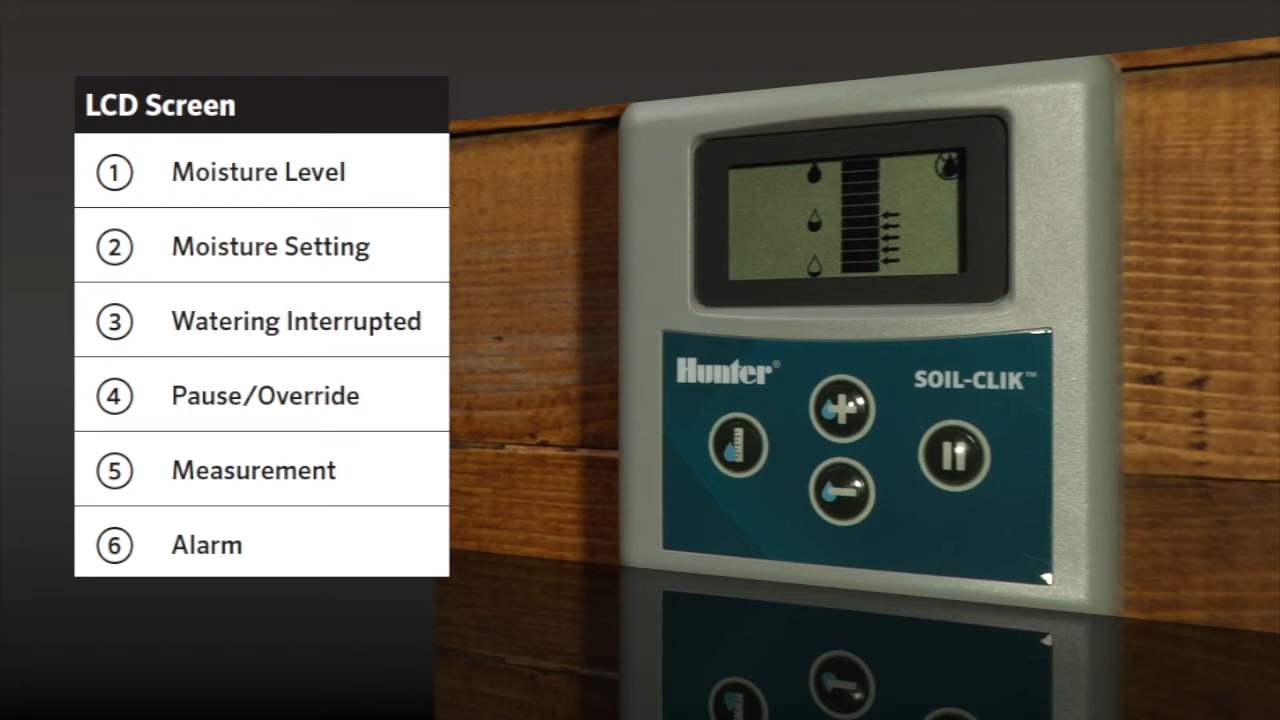 LCD Screen
1 Moisture Level
2 Moisture Setting
3 Watering Interrupted
4 Pause/Override
5 Measurement
6 Alarm
Hunter®
SOIL-CLIK™